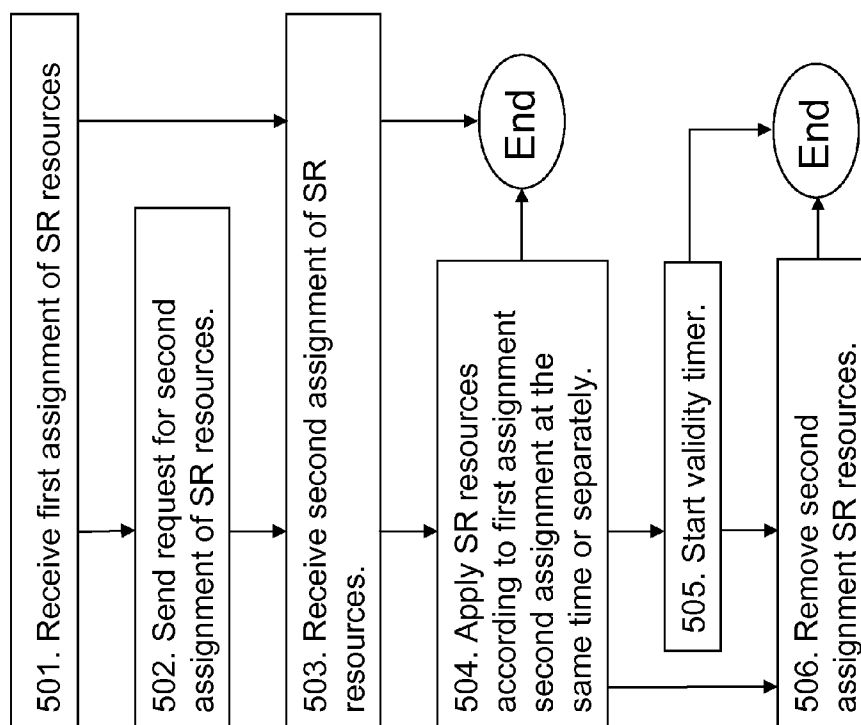 501. Receive first assignment of SR resources
502. Send request for second
assignment of SR resources.
503. Receive second assignment of SR
resources.
504. Apply SR resources
according to first assignment
second assignment at the
same time or separately.
End
505. Start validity timer.
506. Remove second
assignment SR resources.
End